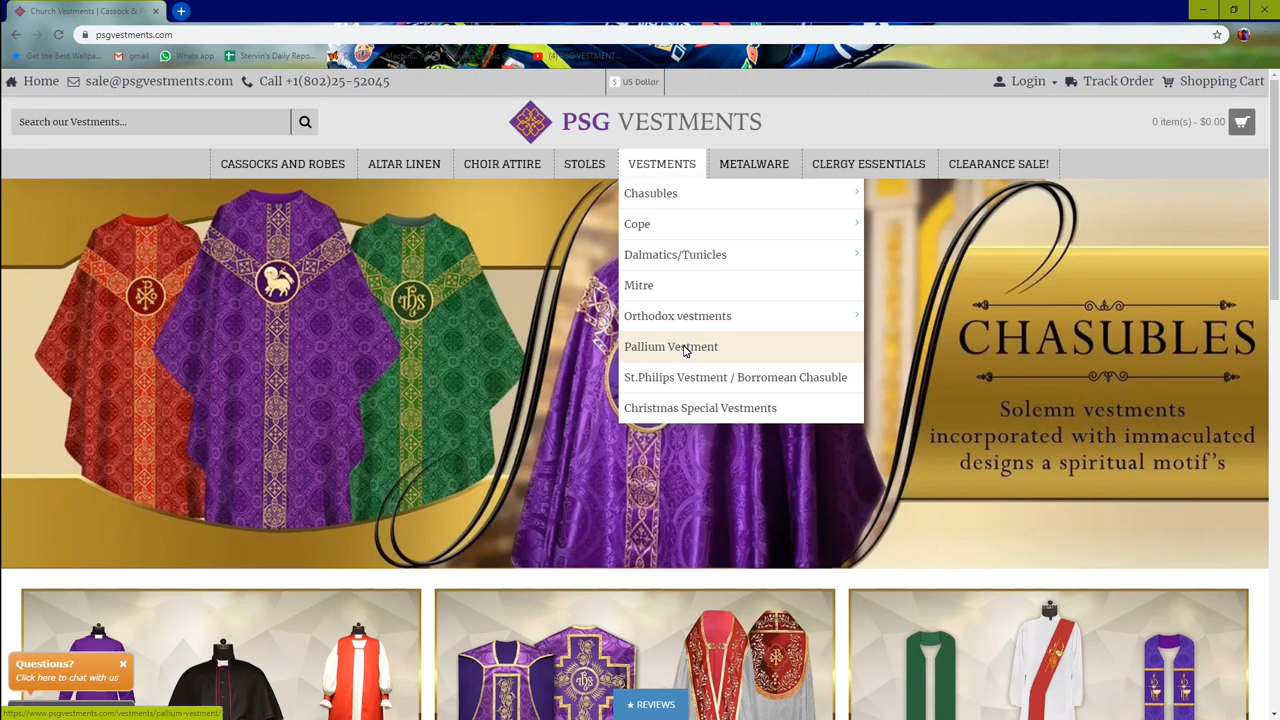 Church Vestments | Cassock & R
psgvestments.com
Get the Best Wallpa...
gmail
Whats app
Stervin's Daily Repo...
(4) PSG VESTMENT...
Home
sale@psgvestments.com
Call +1(802)25-52045
$ US Dollar
Login
Track Order
Shopping Cart
Search our Vestments...
PSG VESTMENTS
0 item(s) - $0.00
CASSOCKS AND ROBES
ALTAR LINEN
CHOIR ATTIRE
STOLES
VESTMENTS
METALWARE
CLERGY ESSENTIALS
CLEARANCE SALE!
Chasubles
Cope
Dalmatics/Tunicles
Mitre
Orthodox vestments
Pallium Vestment
St.Philips Vestment / Borromean Chasuble
Christmas Special Vestments
CHASUBLES
Solemn vestments
incorporated with immaculated
designs a spiritual motif's
Questions?
Click here to chat with us
★ REVIEWS
https://www.psgvestments.com/vestments/pallium-vestment/